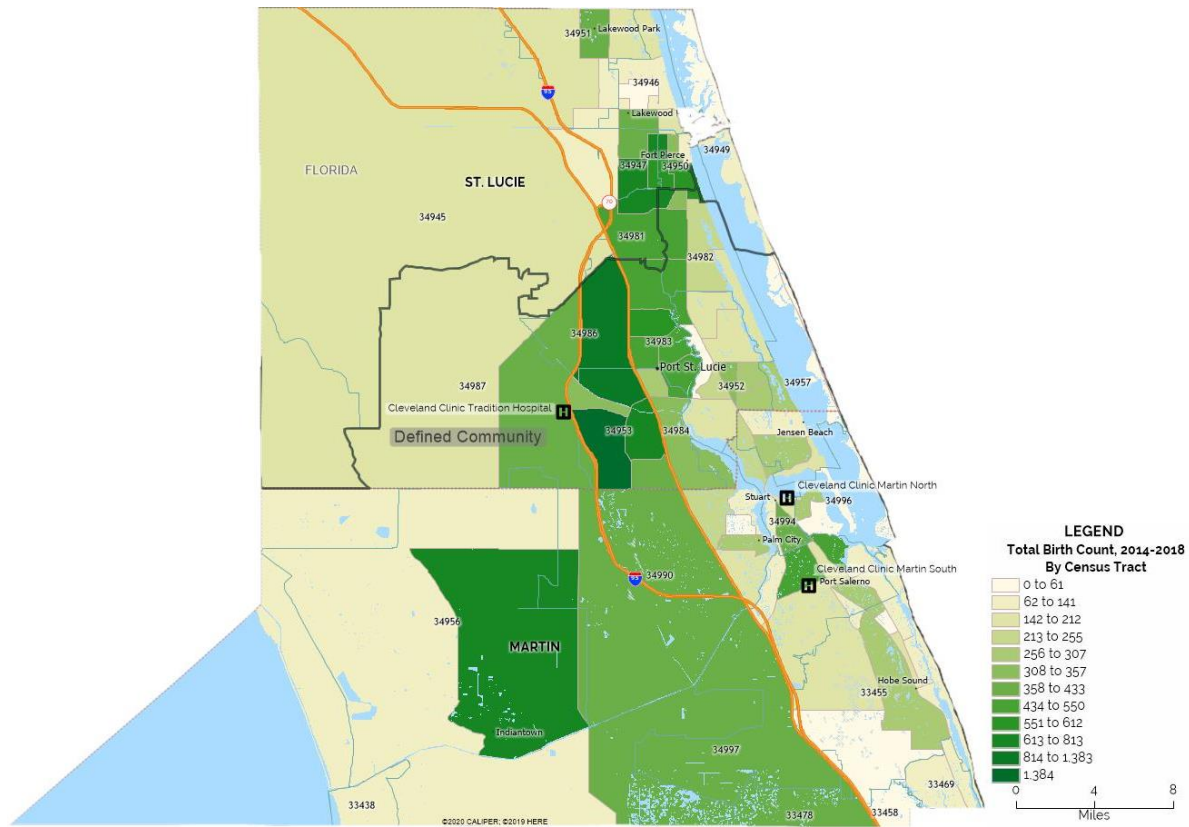 34951
Lakewood Park
95
34946
Lakewood
34949
Fort Pierce
34947
34950
FLORIDA
ST. LUCIE
70
34945
34981
34982
34986
34983
Port St. Lucie
34987
34952
34957
Cleveland Clinic Tradition Hospital
H
34953
34984
Jensen Beach
Defined Community
Cleveland Clinic Martin North
H
Stuart
34996
34994
Palm City
Cleveland Clinic Martin South
H
Port Salerno
34990
95
34956
MARTIN
Hobe Sound
33455
Indiantown
34997
33469
33438
33478
33458
©2020 CALIPER; ©2019 HERE
LEGEND
Total Birth Count, 2014-2018
By Census Tract
0 to 61
62 to 141
142 to 212
213 to 255
256 to 307
308 to 357
358 to 433
434 to 550
551 to 612
613 to 813
814 to 1,383
1,384
0 4 8
Miles